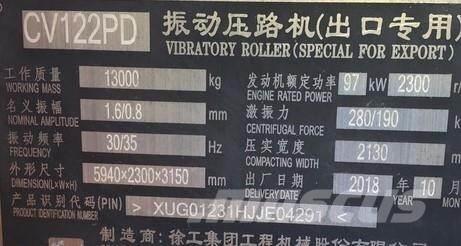 CV122PD 振动压路机(出口专用)
VIBRATORY ROLLER(SPECIAL FOR EXPORT)
工作质量 13000 kg 发动机额定功率 97 kW 2300 r/
WORKING MASS ENGINE RATED POWER
名义振幅 1.6/0.8 mm 激振力 280/190
NOMINAL AMPLITUDE CENTRIFUGAL FORCE
振动频率 30/35 Hz 压实宽度 2130
FREQUENCY COMPACTING WIDTH
外形尺寸 5940×2300×3150 mm 出厂日期 2018 年 10 月
DIMENSION(L×W×H) DELIVERY DATE
产品识别代码(PIN) > XUG01231HJJE04291 <
制造商:徐工集团工程机械股份有限公司
Mascus